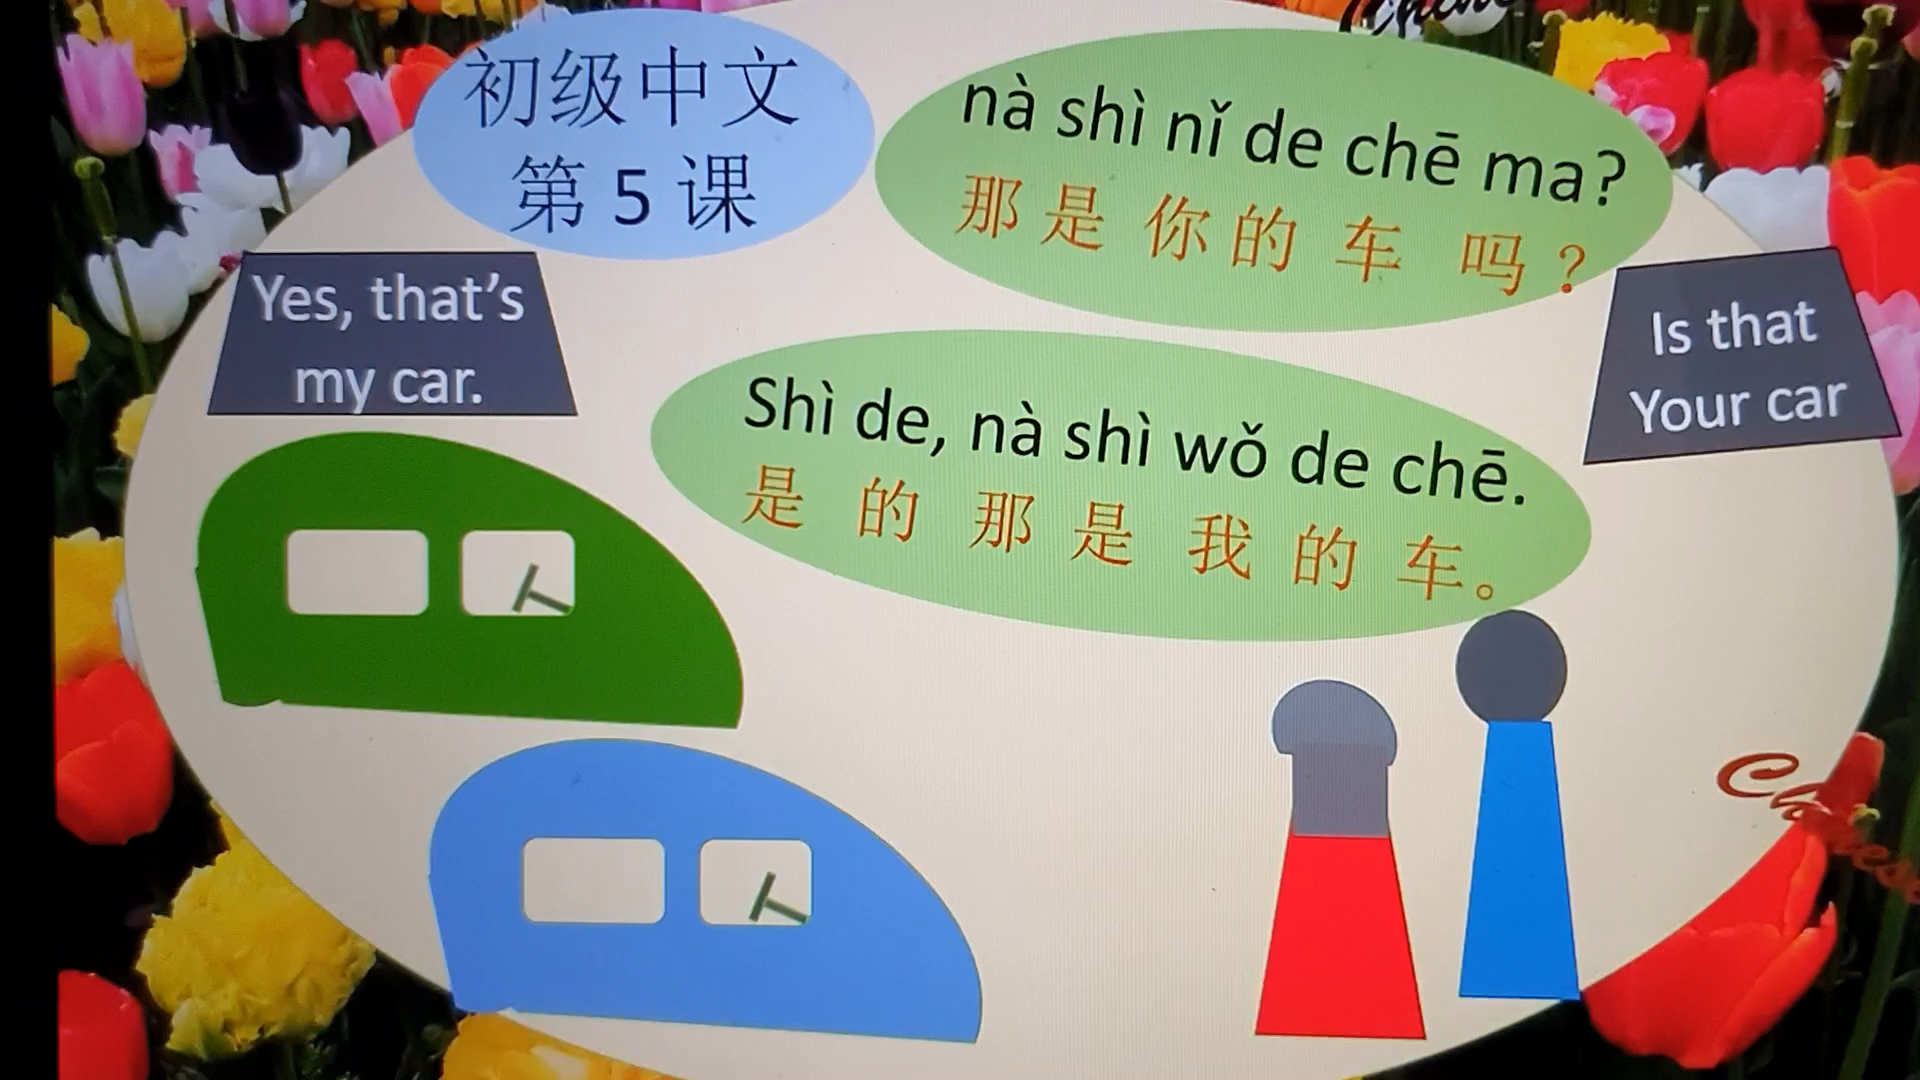 初级中文
第 5 课
nà shì nǐ de chē ma?
那 是 你 的 车 吗 ?
Yes, that's
my car.
Is that
Your car
Shì de, nà shì wǒ de chē.
是 的 那 是 我 的 车。